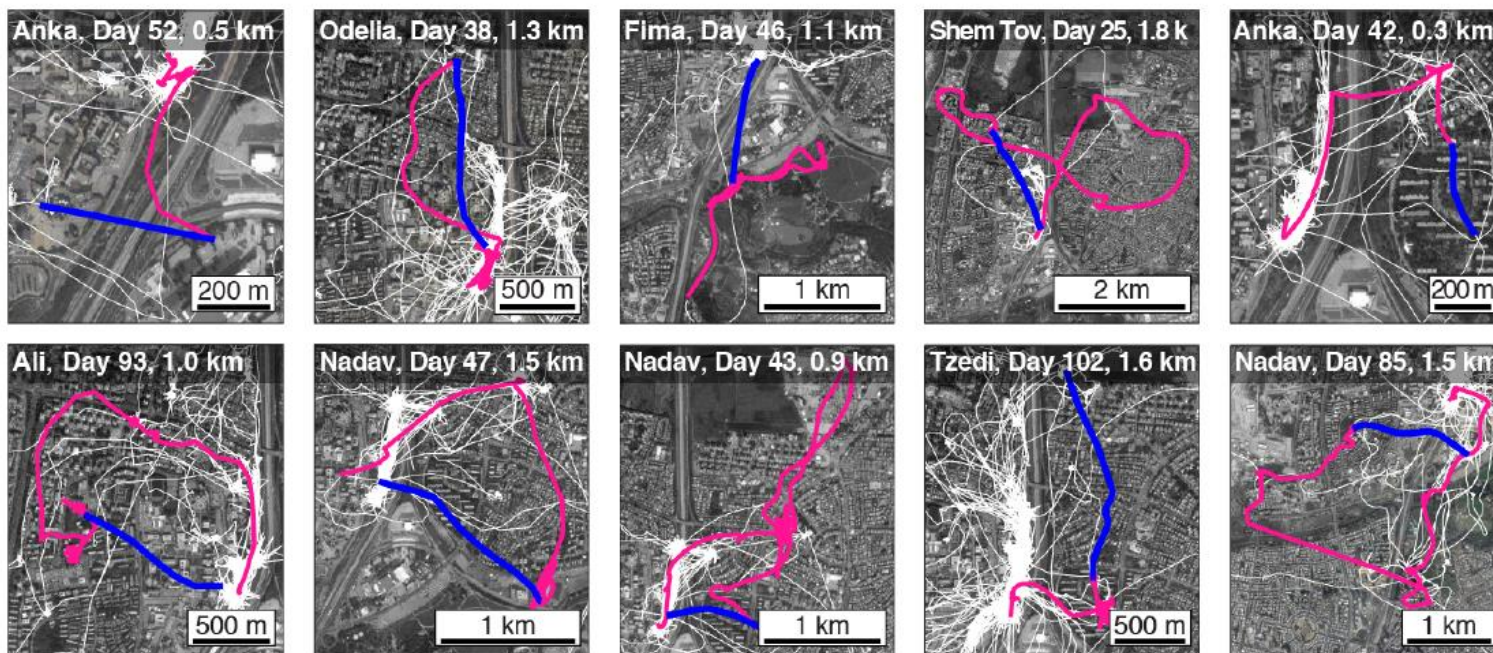 Anka, Day 52, 0.5 km
Odelia, Day 38, 1.3 km
Fima, Day 46, 1.1 km
Shem Tov, Day 25, 1.8 k
Anka, Day 42, 0.3 km
200 m
500 m
1 km
2 km
200 m
Ali, Day 93, 1.0 km
Nadav, Day 47, 1.5 km
Nadav, Day 43, 0.9 km
Tzedi, Day 102, 1.6 km
Nadav, Day 85, 1.5 km
500 m
1 km
1 km
500 m
1 km